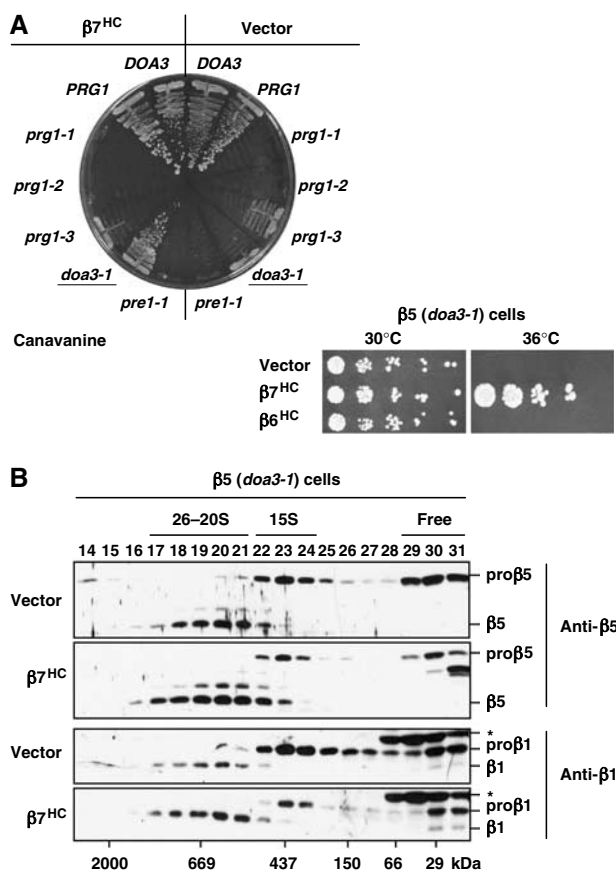 A
β7HC Vector
DOA3 DOA3
PRG1 PRG1
prg1-1 prg1-1
prg1-2 prg1-2
prg1-3 prg1-3
doa3-1 doa3-1
pre1-1 pre1-1
Canavanine
β5 (doa3-1) cells
30°C 36°C
Vector
β7HC
β6HC
B
β5 (doa3-1) cells
26–20S 15S Free
14 15 16 17 18 19 20 21 22 23 24 25 26 27 28 29 30 31
Vector
proβ5
β5
β7HC
proβ5
β5
Anti-β5
Vector
*
proβ1
β1
β7HC
*
proβ1
β1
Anti-β1
2000 669 437 150 66 29 kDa